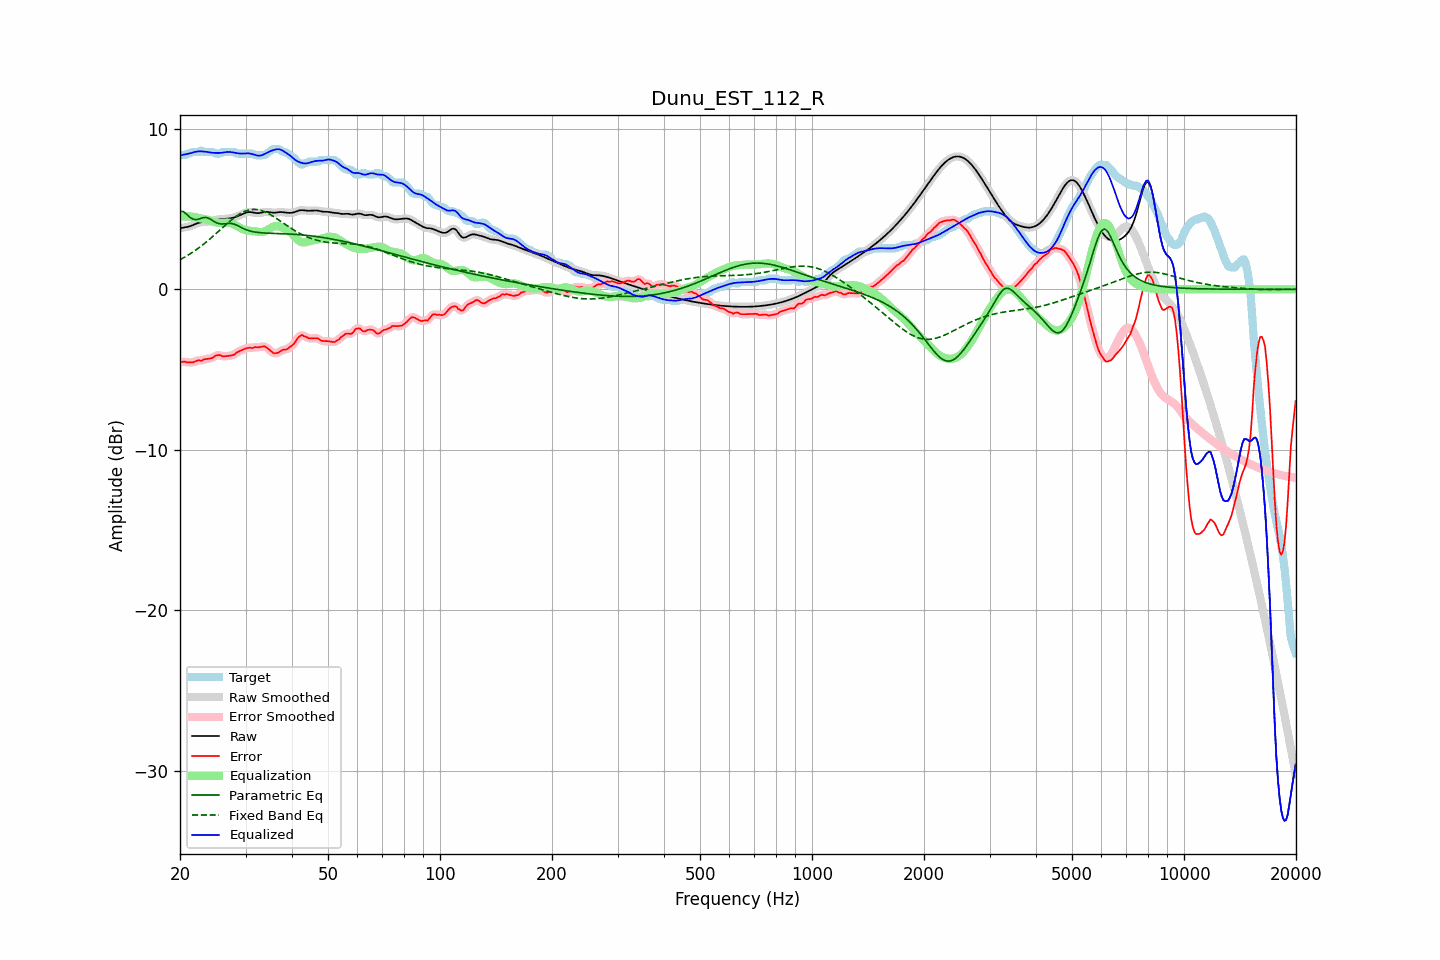 Dunu_EST_112_R
10
0
−10
−20
−30
Amplitude (dBr)
Target
Raw Smoothed
Error Smoothed
Raw
Error
Equalization
Parametric Eq
Fixed Band Eq
Equalized
20 50 100 200 500 1000 2000 5000 10000 20000
Frequency (Hz)